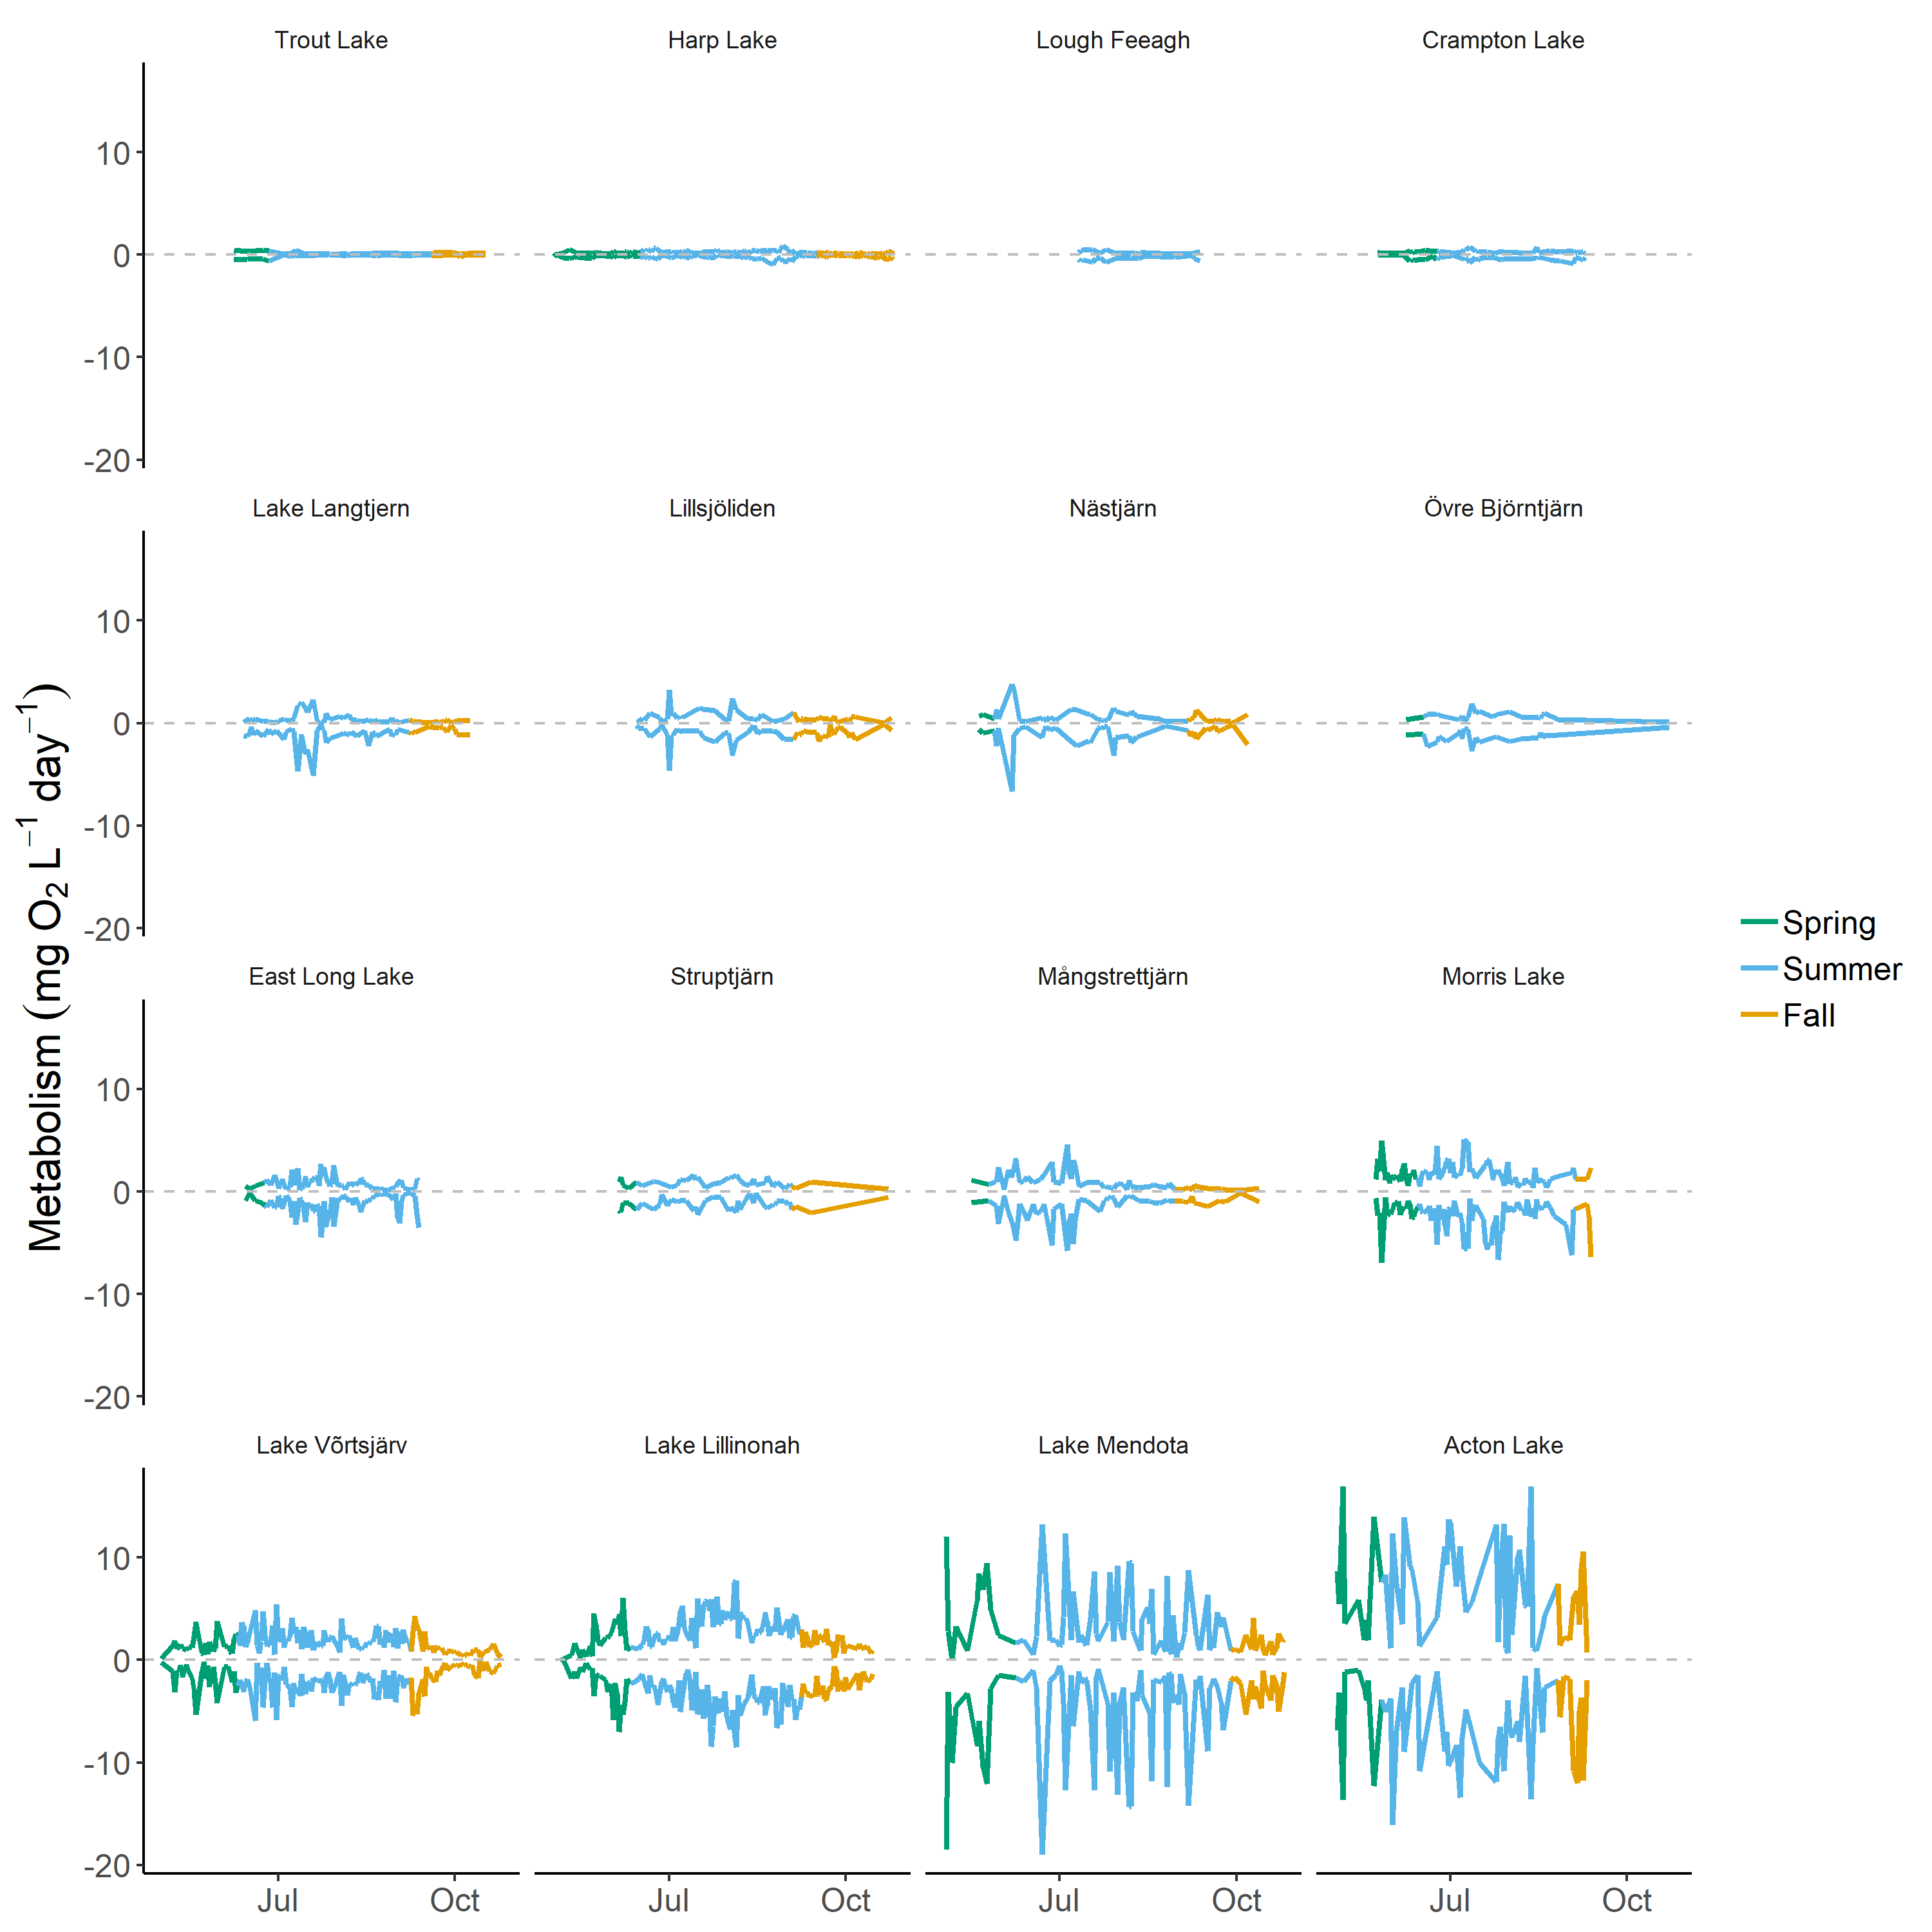 Trout Lake Harp Lake Lough Feeagh Crampton Lake
10
0
-10
-20
Lake Langtjern Lillsjöliden Nästjärn Övre Björntjärn
10
0
-10
-20
East Long Lake Struptjärn Mångstrettjärn Morris Lake
10
0
-10
-20
Lake Võrtsjärv Lake Lillinonah Lake Mendota Acton Lake
10
0
-10
-20
Jul Oct Jul Oct Jul Oct Jul Oct
Metabolism (mg O₂ L⁻¹ day⁻¹)
Spring
Summer
Fall